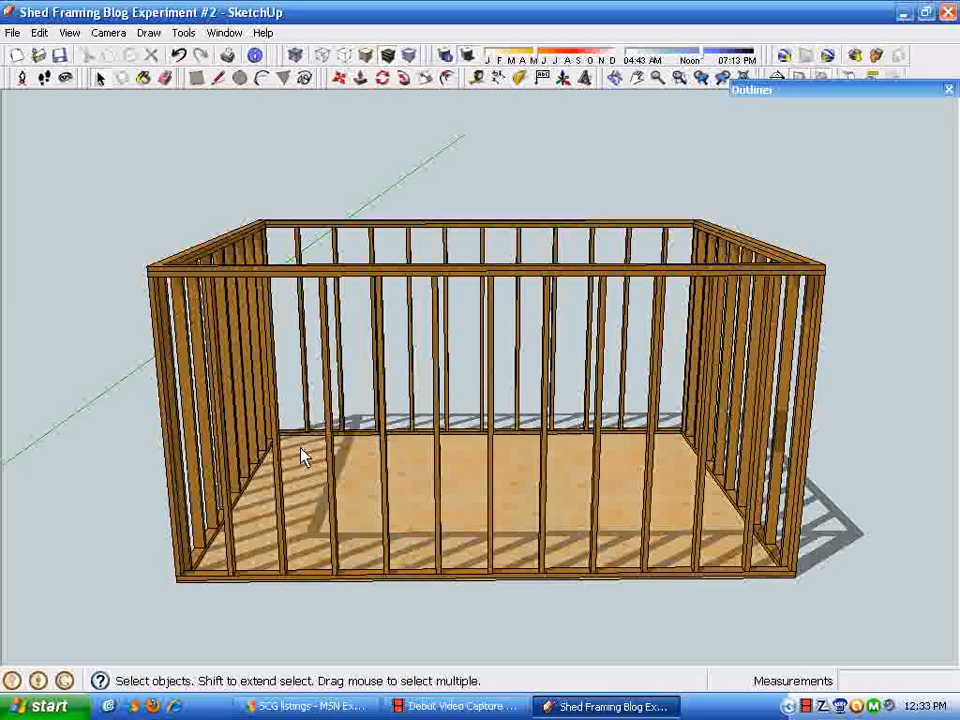 Shed Framing Blog Experiment #2 - SketchUp
File Edit View Camera Draw Tools Window Help
J F M A M J J A S O N D 04:43 AM Noon 07:13 PM
Outliner
Select objects. Shift to extend select. Drag mouse to select multiple. Measurements
start SCG listings - MSN Ex... Debut Video Capture ... Shed Framing Blog Ex... 12:33 PM